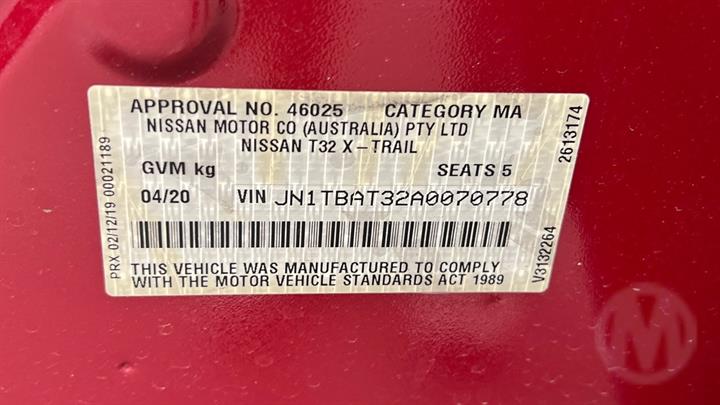 APPROVAL NO. 46025 CATEGORY MA
NISSAN MOTOR CO (AUSTRALIA) PTY LTD
NISSAN T32 X-TRAIL
GVM kg SEATS 5
04/20 VIN JN1TBAT32A0070778
THIS VEHICLE WAS MANUFACTURED TO COMPLY
WITH THE MOTOR VEHICLE STANDARDS ACT 1989
PRX 02/12/19 00021189
2613174
V3132264
M
M